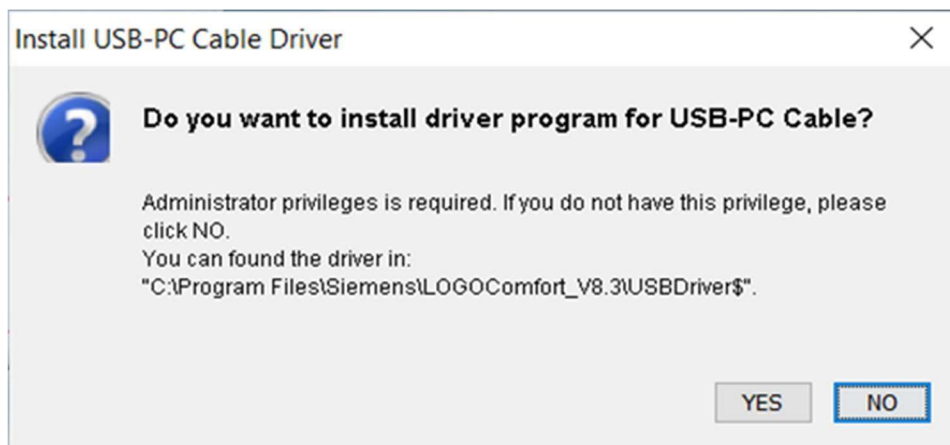 Install USB-PC Cable Driver
Do you want to install driver program for USB-PC Cable?
Administrator privileges is required. If you do not have this privilege, please
click NO.
You can found the driver in:
"C:\Program Files\Siemens\LOGOComfort_V8.3\USBDriver$".
YES NO